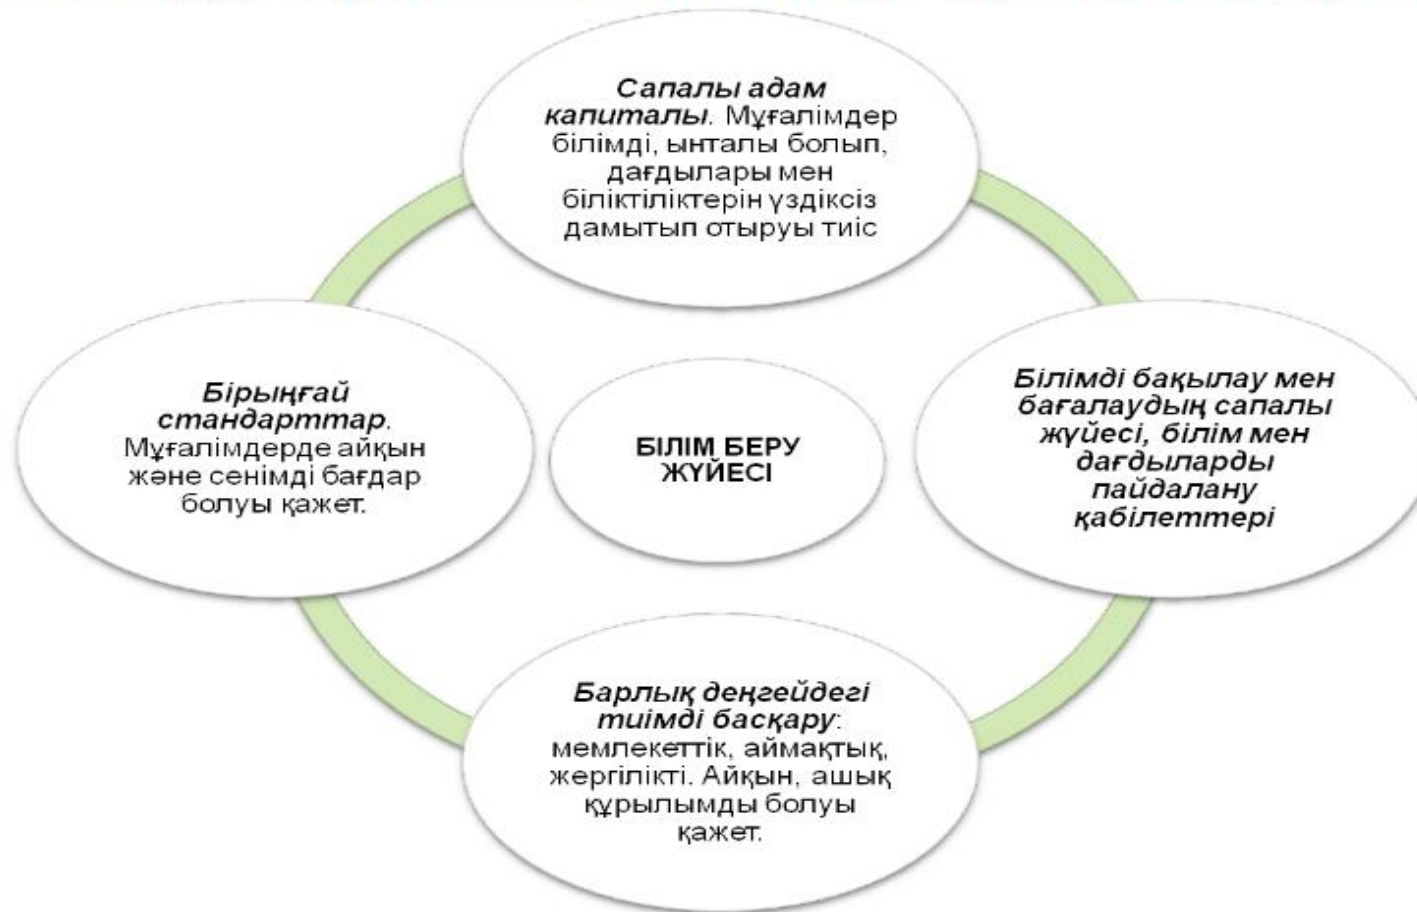 Сапалы адам
капиталы. Мұғалімдер
білімді, ынталы болып,
дағдылары мен
біліктіліктерін үздіксіз
дамытып отыруы тиіс
Бірыңғай
стандарттар.
Мұғалімдерде айқын
және сенімді бағдар
болуы қажет.
БІЛІМ БЕРУ
ЖҮЙЕСІ
Білімді бақылау мен
бағалаудың сапалы
жүйесі, білім мен
дағдыларды
пайдалану
қабілеттері
Барлық деңгейдегі
тиімді басқару:
мемлекеттік, аймақтық,
жергілікті. Айқын, ашық
құрылымды болуы
қажет.